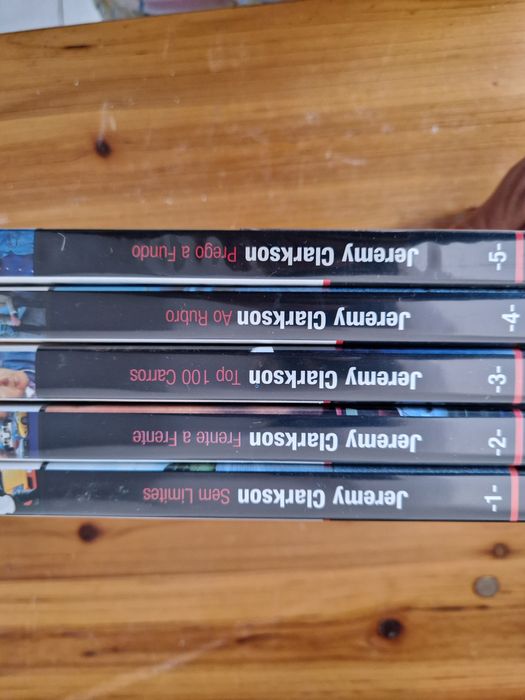 -5- Jeremy Clarkson Prego a Fundo
-4- Jeremy Clarkson Ao Rubro
-3- Jeremy Clarkson Top 100 Carros
-2- Jeremy Clarkson Frente a Frente
-1- Jeremy Clarkson Sem Limites